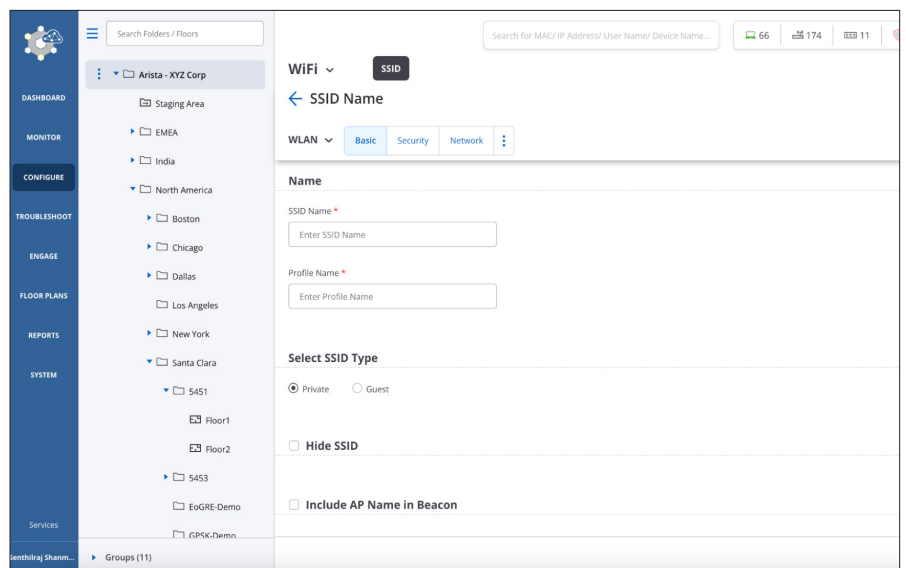 DASHBOARD
MONITOR
CONFIGURE
TROUBLESHOOT
ENGAGE
FLOOR PLANS
REPORTS
SYSTEM
Services
Senthilraj Shanm...
Search Folders / Floors
Arista - XYZ Corp
Staging Area
EMEA
India
North America
Boston
Chicago
Dallas
Los Angeles
New York
Santa Clara
5451
Floor1
Floor2
5453
EoGRE-Demo
GPSK-Demo
Groups (11)
Search for MAC/ IP Address/ User Name/ Device Name...
66
174
11
WiFi
SSID
SSID Name
WLAN
Basic
Security
Network
Name
SSID Name *
Enter SSID Name
Profile Name *
Enter Profile Name
Select SSID Type
Private
Guest
Hide SSID
Include AP Name in Beacon